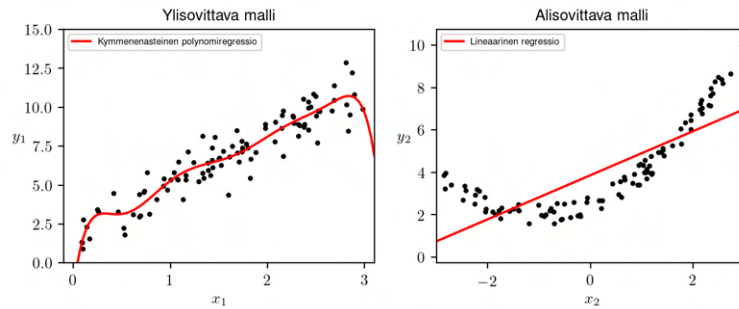 Ylisovittava malli
15.0
12.5
10.0
7.5
5.0
2.5
0.0
y1
Kymmenenasteinen polynomiregressio
0
1
2
3
x1
Alisovittava malli
10
8
6
4
2
0
y2
Lineaarinen regressio
−2
0
2
x2